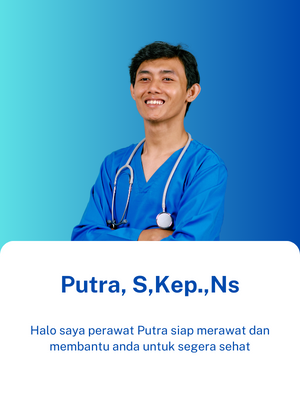 Putra, S,Kep.,Ns
Halo saya perawat Putra siap merawat dan
membantu anda untuk segera sehat